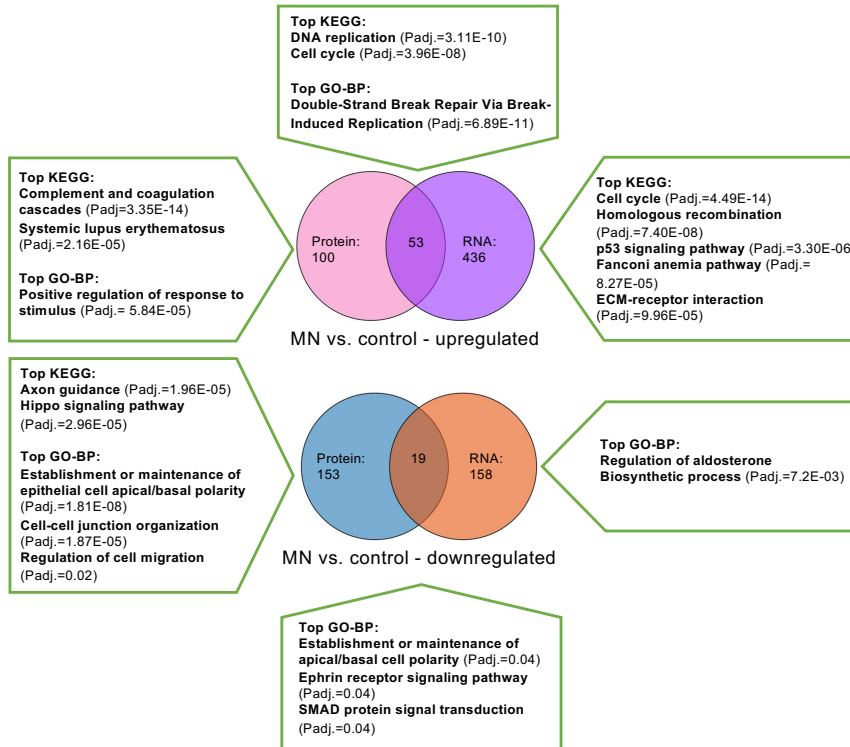 Top KEGG:
DNA replication (Padj.=3.11E-10)
Cell cycle (Padj.=3.96E-08)
Top GO-BP:
Double-Strand Break Repair Via Break-
Induced Replication (Padj.=6.89E-11)
Top KEGG:
Complement and coagulation
cascades (Padj=3.35E-14)
Systemic lupus erythematosus
(Padj.=2.16E-05)
Top GO-BP:
Positive regulation of response to
stimulus (Padj.= 5.84E-05)
Protein:
100
53
RNA:
436
MN vs. control - upregulated
Top KEGG:
Cell cycle (Padj.=4.49E-14)
Homologous recombination
(Padj.=7.40E-08)
p53 signaling pathway (Padj.=3.30E-06
Fanconi anemia pathway (Padj.=
8.27E-05)
ECM-receptor interaction
(Padj.=9.96E-05)
Top KEGG:
Axon guidance (Padj.=1.96E-05)
Hippo signaling pathway
(Padj.=2.96E-05)
Top GO-BP:
Establishment or maintenance of
epithelial cell apical/basal polarity
(Padj.=1.81E-08)
Cell-cell junction organization
(Padj.=1.87E-05)
Regulation of cell migration
(Padj.=0.02)
Protein:
153
19
RNA:
158
MN vs. control - downregulated
Top GO-BP:
Regulation of aldosterone
Biosynthetic process (Padj.=7.2E-03)
Top GO-BP:
Establishment or maintenance of
apical/basal cell polarity (Padj.=0.04)
Ephrin receptor signaling pathway
(Padj.=0.04)
SMAD protein signal transduction
(Padj.=0.04)